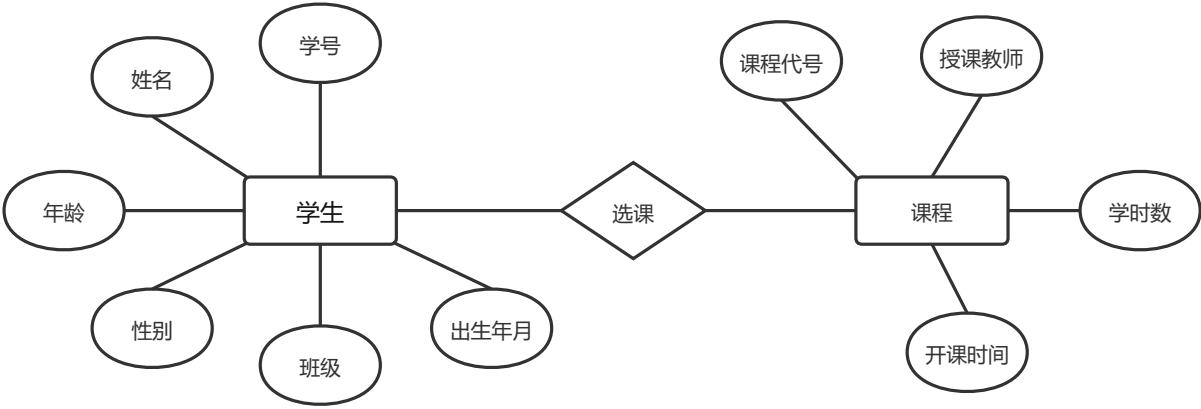 学号
姓名
课程代号
授课教师
年龄
学生
选课
课程
学时数
性别
班级
出生年月
开课时间